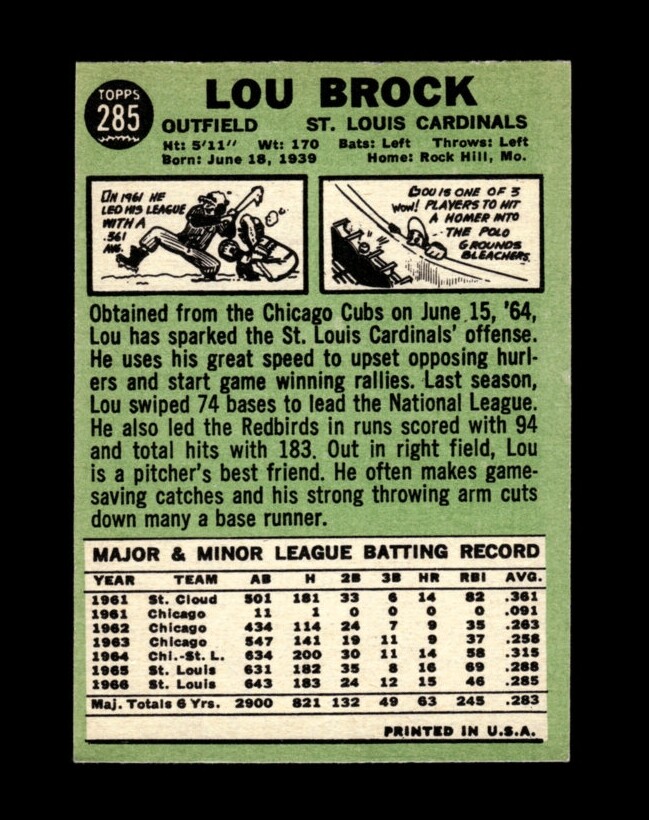 TOPPS
285
LOU BROCK
OUTFIELD ST. LOUIS CARDINALS
Ht: 5'11" Wt: 170 Bats: Left Throws: Left
Born: June 18, 1939 Home: Rock Hill, Mo.
ON 1961 HE
LED HIS LEAGUE
WITH A
.361
AVG.
LOU IS ONE OF 3
WOW! PLAYERS TO HIT
A HOMER INTO
THE POLO
GROUNDS
BLEACHERS.
Obtained from the Chicago Cubs on June 15, '64,
Lou has sparked the St. Louis Cardinals' offense.
He uses his great speed to upset opposing hurl-
ers and start game winning rallies. Last season,
Lou swiped 74 bases to lead the National League.
He also led the Redbirds in runs scored with 94
and total hits with 183. Out in right field, Lou
is a pitcher's best friend. He often makes game-
saving catches and his strong throwing arm cuts
down many a base runner.
MAJOR & MINOR LEAGUE BATTING RECORD
YEAR TEAM AB H 2B 3B HR RBI AVG.
1961 St. Cloud 501 181 33 6 14 82 .361
1961 Chicago 11 1 0 0 0 0 .091
1962 Chicago 434 114 24 7 9 35 .263
1963 Chicago 547 141 19 11 9 37 .258
1964 Chi.-St. L. 634 200 30 11 14 58 .315
1965 St. Louis 631 182 35 8 16 69 .288
1966 St. Louis 643 183 24 12 15 46 .285
Maj. Totals 6 Yrs. 2900 821 132 49 63 245 .283
PRINTED IN U.S.A.